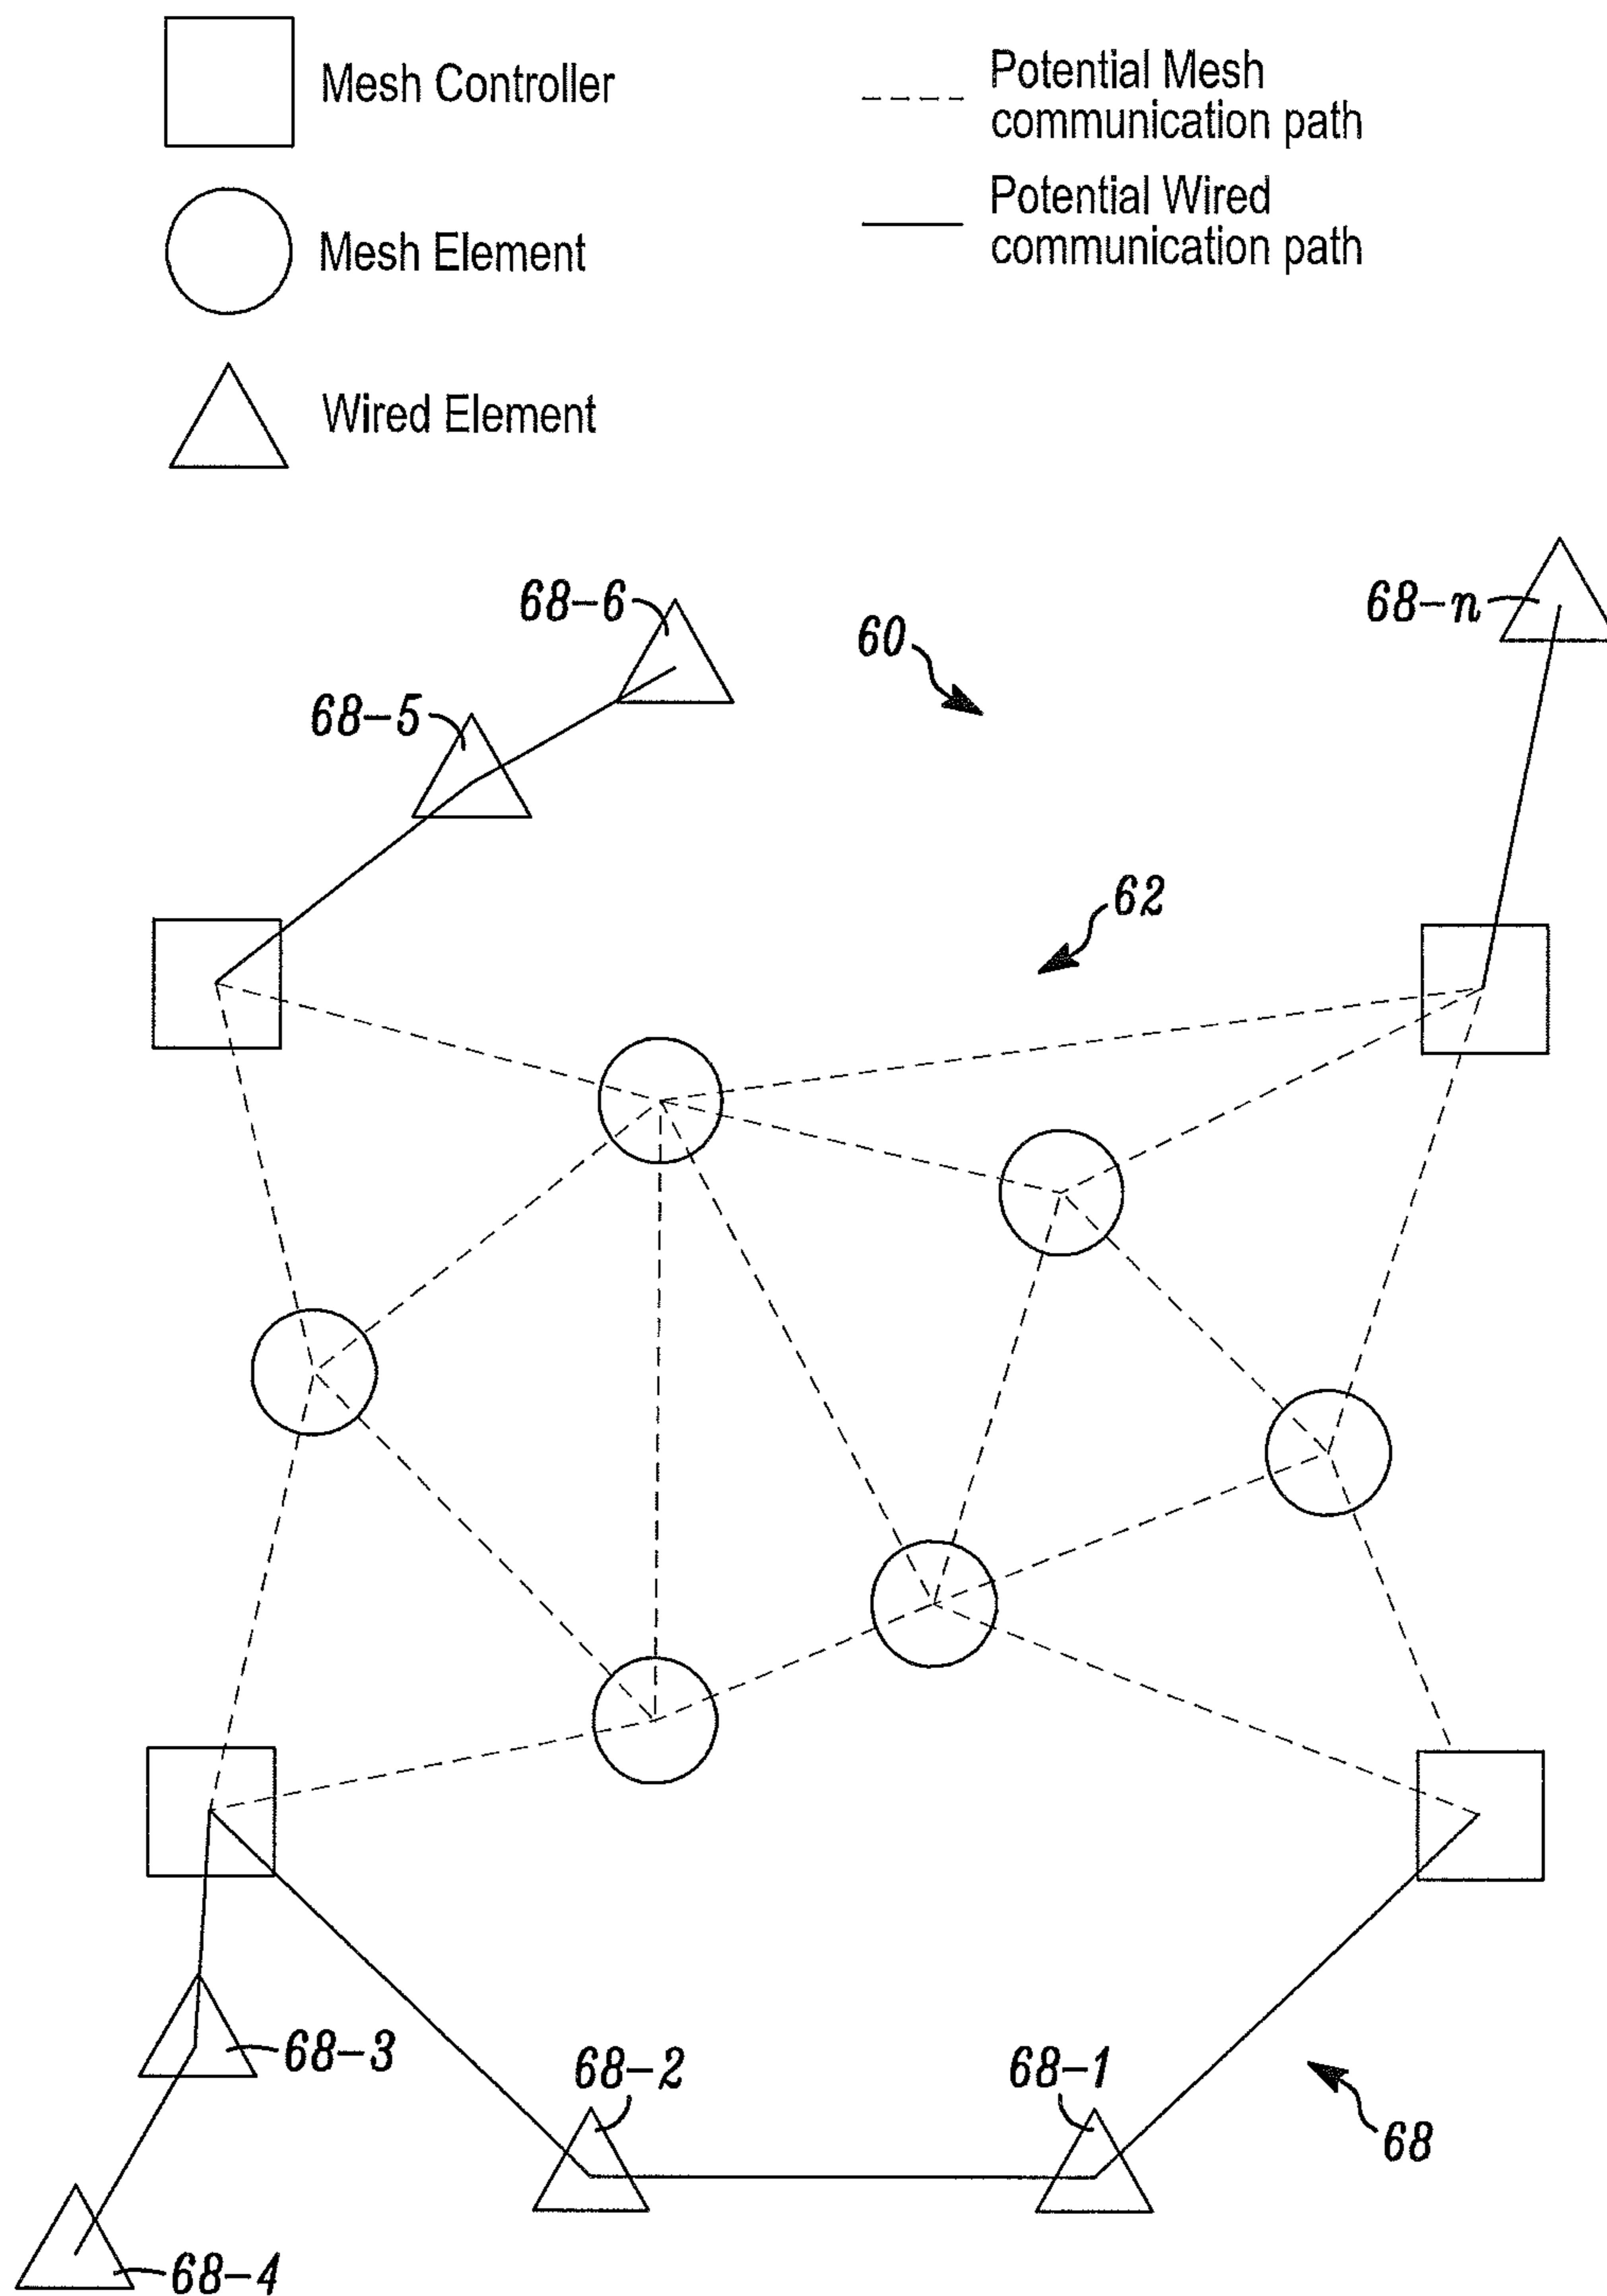 Mesh Controller
Potential Mesh
communication path
Mesh Element
Potential Wired
communication path
Wired Element
68-6
60
68-n
68-5
62
68-3
68-2
68-1
68
68-4